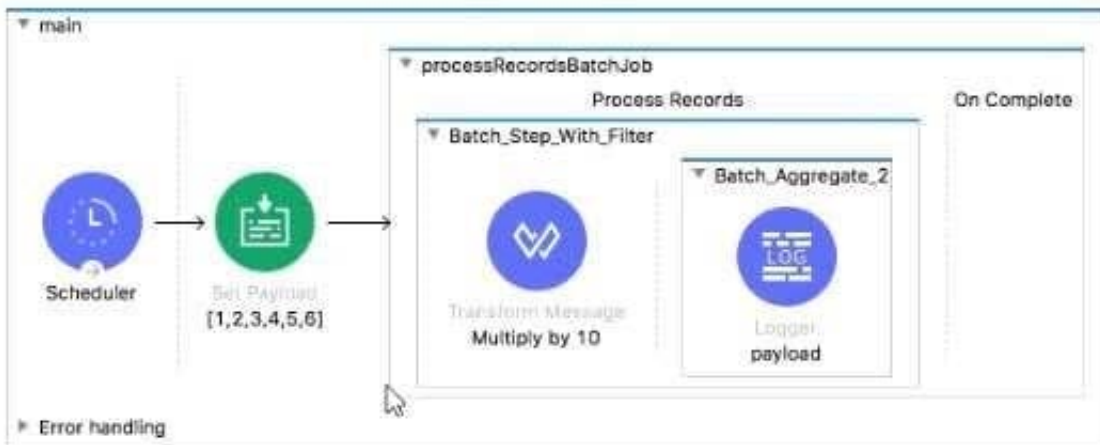 main
processRecordsBatchJob
Process Records
On Complete
Batch_Step_With_Filter
Batch_Aggregate_2
LOG
Scheduler
Set Payload
[1,2,3,4,5,6]
Transform Message
Multiply by 10
Logger
payload
Error handling